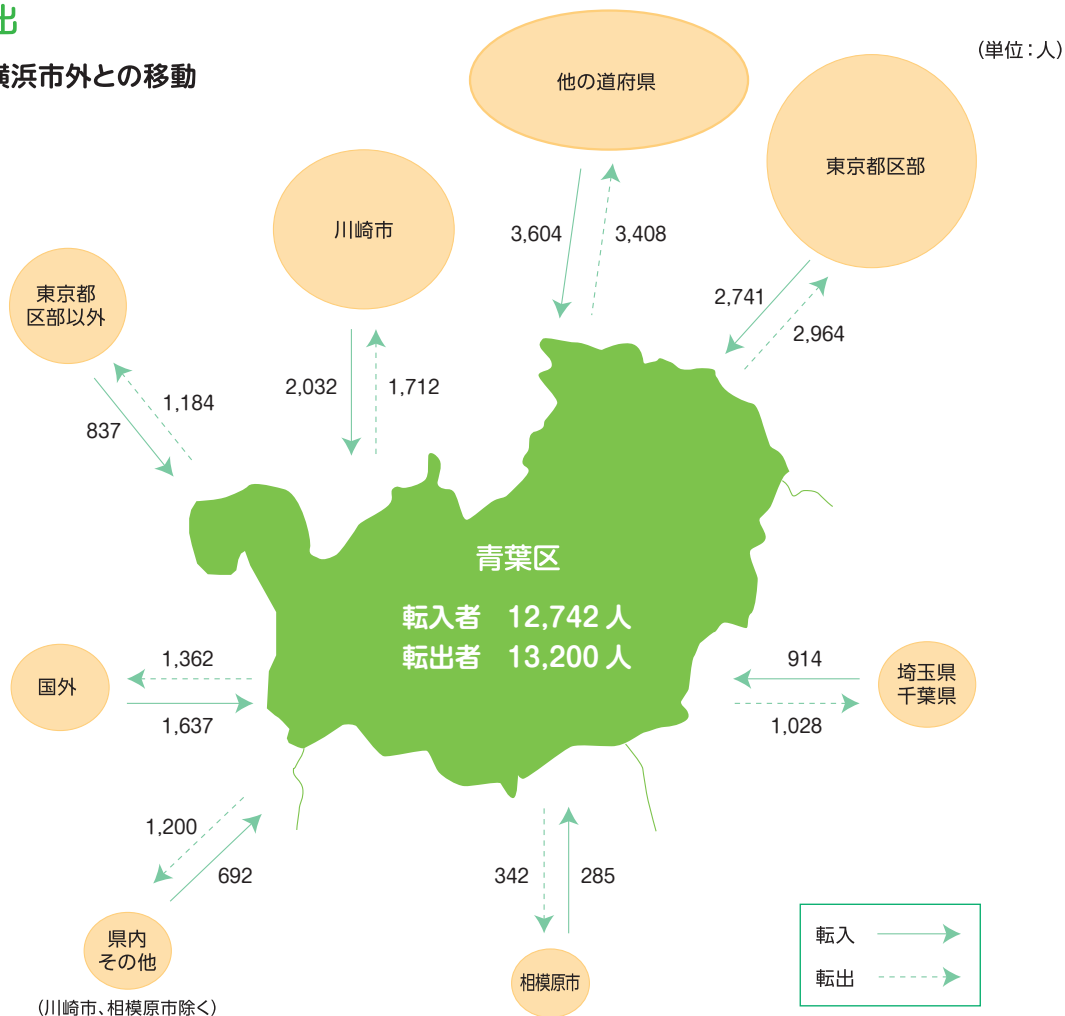 出
横浜市外との移動
(単位：人)
他の道府県
東京都区部
川崎市
東京都
区部以外
3,604
3,408
2,741
2,964
2,032
1,712
1,184
837
青葉区
転入者 12,742 人
転出者 13,200 人
国外
1,362
1,637
914
1,028
埼玉県
千葉県
1,200
692
342
285
県内
その他
(川崎市、相模原市除く)
相模原市
転入
転出